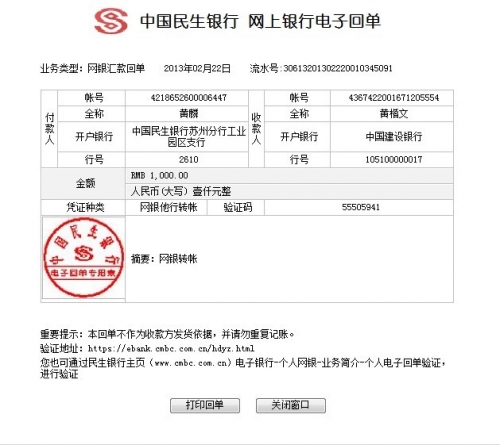 中国民生银行 网上银行电子回单
业务类型: 网银汇款回单 2013年02月22日 流水号:30613201302220010345091
付款人
帐号 4218652600006447
全称 黄麟
开户银行 中国民生银行苏州分行工业园区支行
行号 2610
收款人
帐号 4367422001671205554
全称 黄楷文
开户银行 中国建设银行
行号 105100000017
金额 RMB 1,000.00
人民币(大写) 壹仟元整
凭证种类 网银他行转帐 验证码 55505941
中国民生银行
电子回单专用章
摘要: 网银转帐
重要提示: 本回单不作为收款方发货依据, 并请勿重复记账。
验证地址: https://ebank.cmbc.com.cn/hdyz.html
您也可通过民生银行主页 (www.cmbc.com.cn) 电子银行-个人网银-业务简介-个人电子回单验证,
进行验证
打印回单 关闭窗口